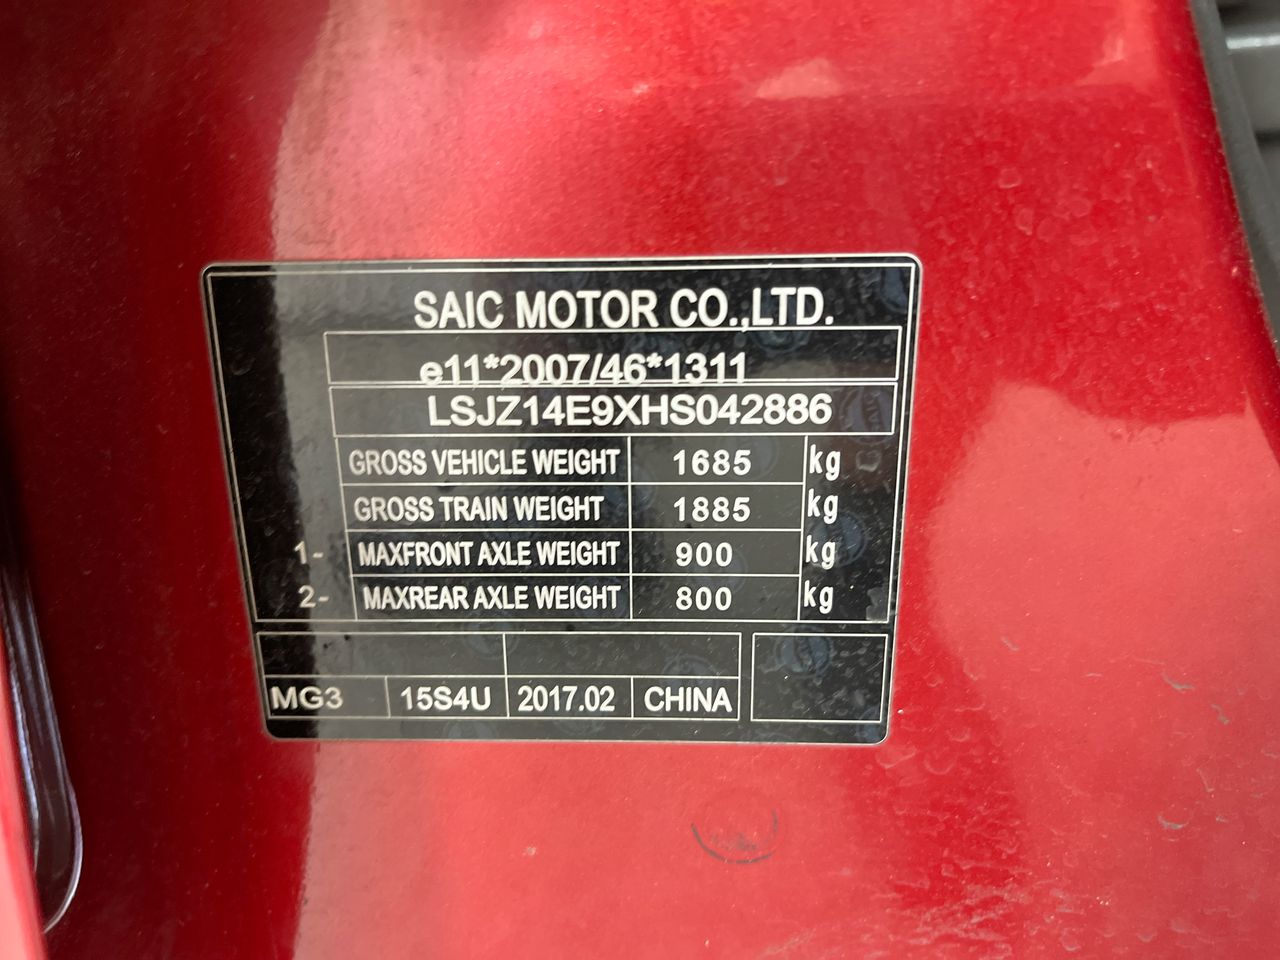 SAIC MOTOR CO.,LTD.
e11*2007/46*1311
LSJZ14E9XHS042886
GROSS VEHICLE WEIGHT 1685 kg
GROSS TRAIN WEIGHT 1885 kg
1- MAXFRONT AXLE WEIGHT 900 kg
2- MAXREAR AXLE WEIGHT 800 kg
MG3 15S4U 2017.02 CHINA